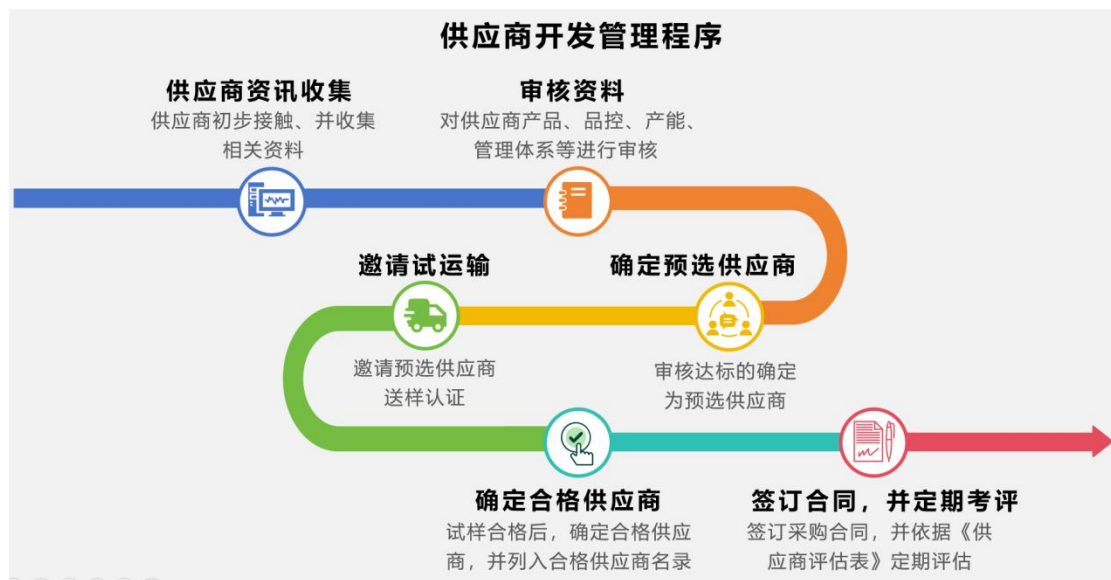 供应商开发管理程序
供应商资讯收集
供应商初步接触、并收集
相关资料
审核资料
对供应商产品、品控、产能、
管理体系等进行审核
确定预选供应商
审核达标的确定
为预选供应商
邀请试运输
邀请预选供应商
送样认证
确定合格供应商
试样合格后，确定合格供应
商，并列入合格供应商名录
签订合同，并定期考评
签订采购合同，并依据《供
应商评估表》定期评估